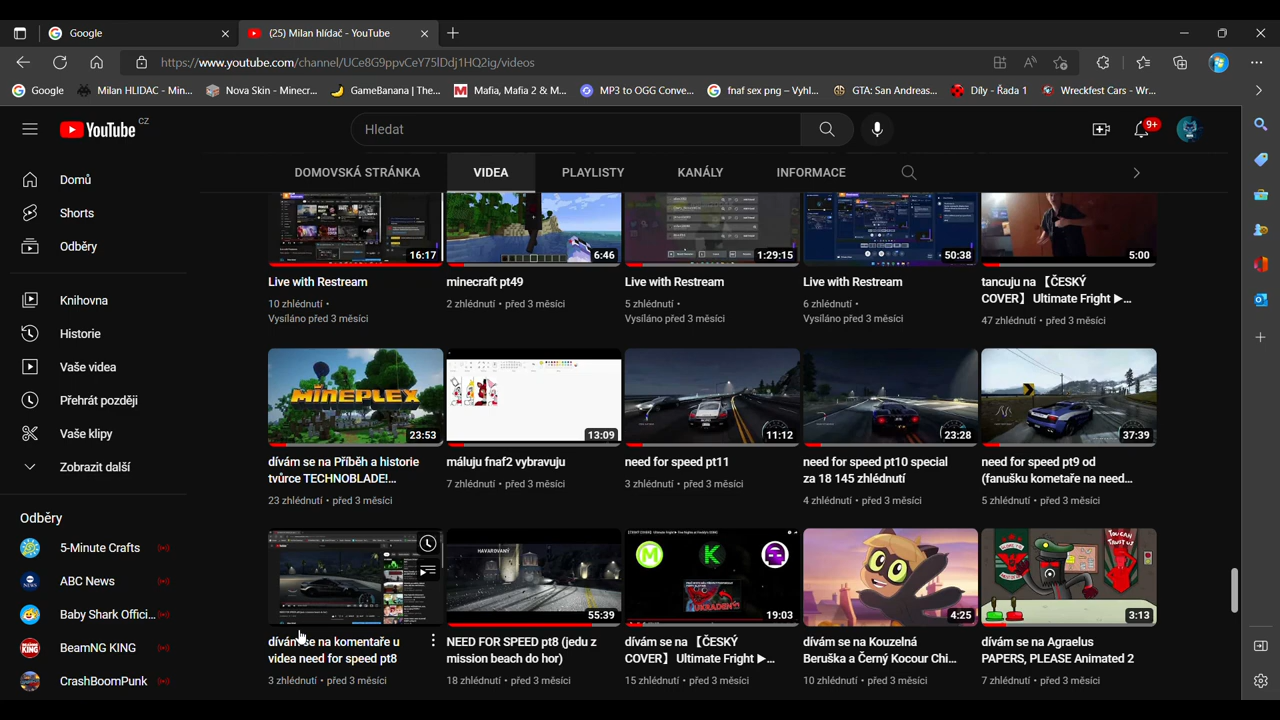 Google
(25) Milan hlídač - YouTube
https://www.youtube.com/channel/UCe8G9ppvCeY75lDdj1HQ2ig/videos
Google
Milan HLIDAC - Min...
Nova Skin - Minecr...
GameBanana | The...
Mafia, Mafia 2 & M...
MP3 to OGG Conve...
fnaf sex png – Vyhl...
GTA: San Andreas...
Díly - Řada 1
Wreckfest Cars - Wr...
YouTube CZ
Hledat
9+
DOMOVSKÁ STRÁNKA
VIDEA
PLAYLISTY
KANÁLY
INFORMACE
Domů
Shorts
Odběry
Knihovna
Historie
Vaše videa
Přehrát později
Vaše klipy
Zobrazit další
Odběry
5-Minute Crafts
ABC News
Baby Shark Offici...
BeamNG KING
CrashBoomPunk
16:17
6:46
1:29:15
50:38
5:00
Live with Restream
10 zhlédnutí •
Vysíláno před 3 měsíci
minecraft pt49
2 zhlédnutí • před 3 měsíci
Live with Restream
5 zhlédnutí •
Vysíláno před 3 měsíci
Live with Restream
6 zhlédnutí •
Vysíláno před 3 měsíci
tancuju na【ČESKÝ
COVER】Ultimate Fright ▶...
47 zhlédnutí • před 3 měsíci
MINEPLEX
23:53
13:09
11:12
23:28
37:39
dívám se na Příběh a historie
tvůrce TECHNOBLADE!...
23 zhlédnutí • před 3 měsíci
máluju fnaf2 vybravuju
7 zhlédnutí • před 3 měsíci
need for speed pt11
3 zhlédnutí • před 3 měsíci
need for speed pt10 special
za 18 145 zhlédnutí
4 zhlédnutí • před 3 měsíci
need for speed pt9 od
(fanušku kometaře na need...
5 zhlédnutí • před 3 měsíci
HAVAROVANÝ
55:39
M
K
19:03
4:25
YOU CAN
TRUST US
3:13
dívám se na komentaře u
videa need for speed pt8
3 zhlédnutí • před 3 měsíci
NEED FOR SPEED pt8 (jedu z
mission beach do hor)
18 zhlédnutí • před 3 měsíci
dívám se na【ČESKÝ
COVER】Ultimate Fright ▶...
15 zhlédnutí • před 3 měsíci
dívám se na Kouzelná
Beruška a Černý Kocour Chi...
10 zhlédnutí • před 3 měsíci
dívám se na Agraelus
PAPERS, PLEASE Animated 2
7 zhlédnutí • před 3 měsíci